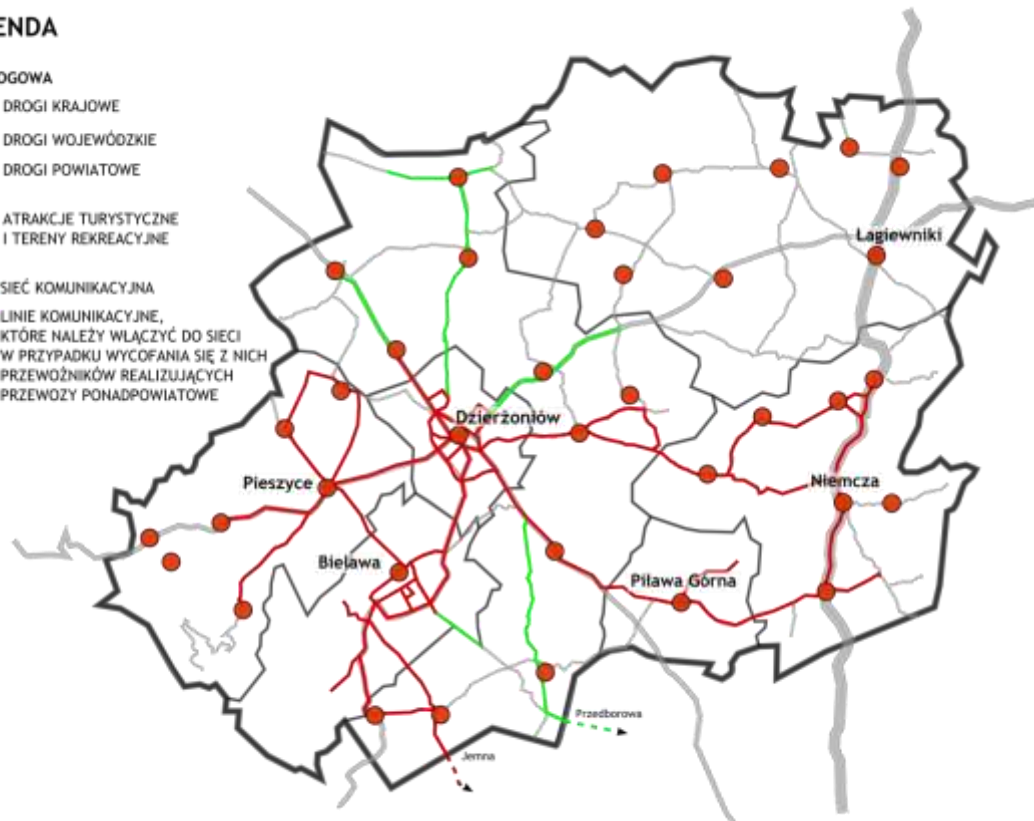 ENDA
OGOWA
DROGI KRAJOWE
DROGI WOJEWÓDZKIE
DROGI POWIATOWE
ATRAKCJE TURYSTYCZNE
I TERENY REKREACYJNE
SIEĆ KOMUNIKACYJNA
LINIE KOMUNIKACYJNE,
KTÓRE NALEŻY WŁĄCZYĆ DO SIECI
W PRZYPADKU WYCOFANIA SIĘ Z NICH
PRZEWOŹNIKÓW REALIZUJĄCYCH
PRZEWOZY PONADPOWIATOWE
Łagiewniki
Dzierżoniów
Pieszyce
Niemcza
Bielawa
Piława Górna
Przedborowa
Jemna